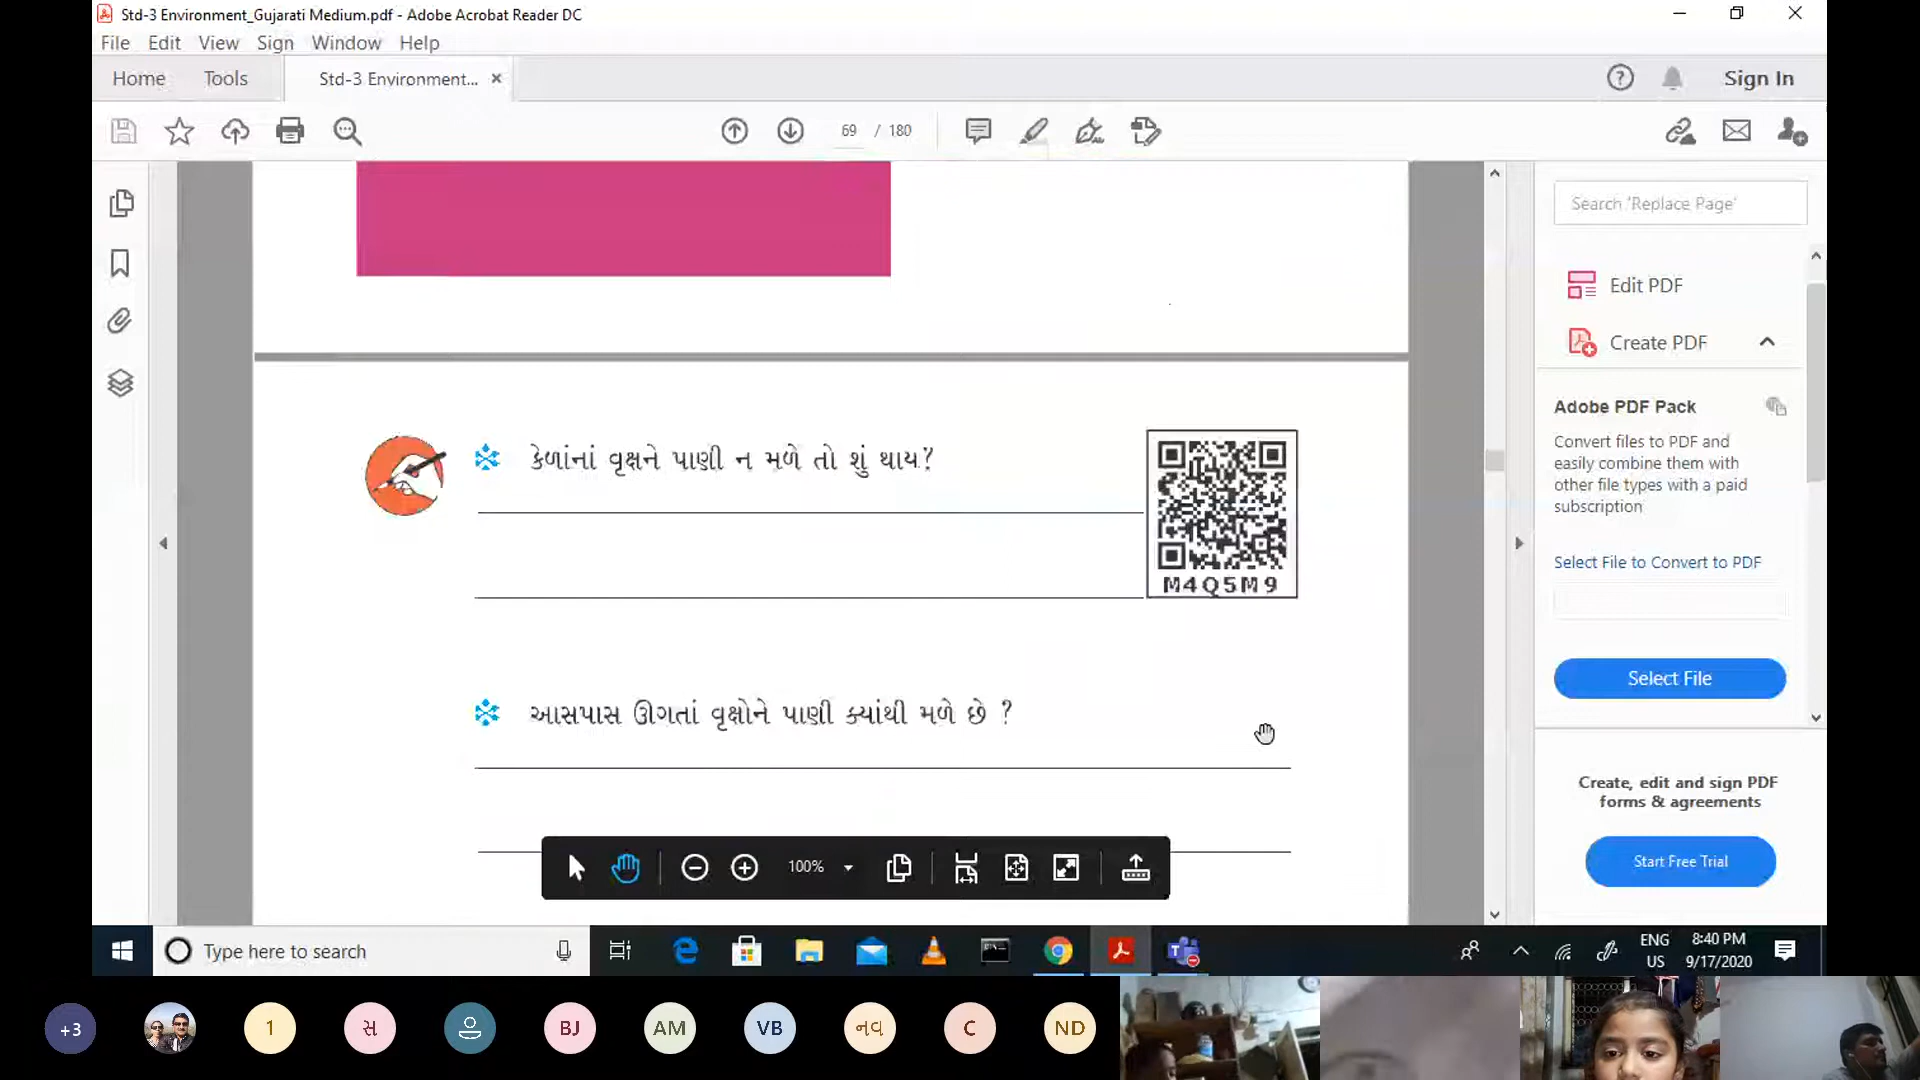 Std-3 Environment_Gujarati Medium.pdf - Adobe Acrobat Reader DC
File Edit View Sign Window Help
Home Tools Std-3 Environment... Sign In
69 / 180
Search 'Replace Page'
Edit PDF
Create PDF
Adobe PDF Pack
Convert files to PDF and
easily combine them with
other file types with a paid
subscription
Select File to Convert to PDF
Select File
Create, edit and sign PDF
forms & agreements
Start Free Trial
કેળાંનાં વૃક્ષને પાણી ન મળે તો શું થાય?
M4Q5M9
આસપાસ ઊગતાં વૃક્ષોને પાણી ક્યાંથી મળે છે ?
100%
Type here to search
ENG
US
8:40 PM
9/17/2020
+3 1 સ BJ AM VB નવ C ND